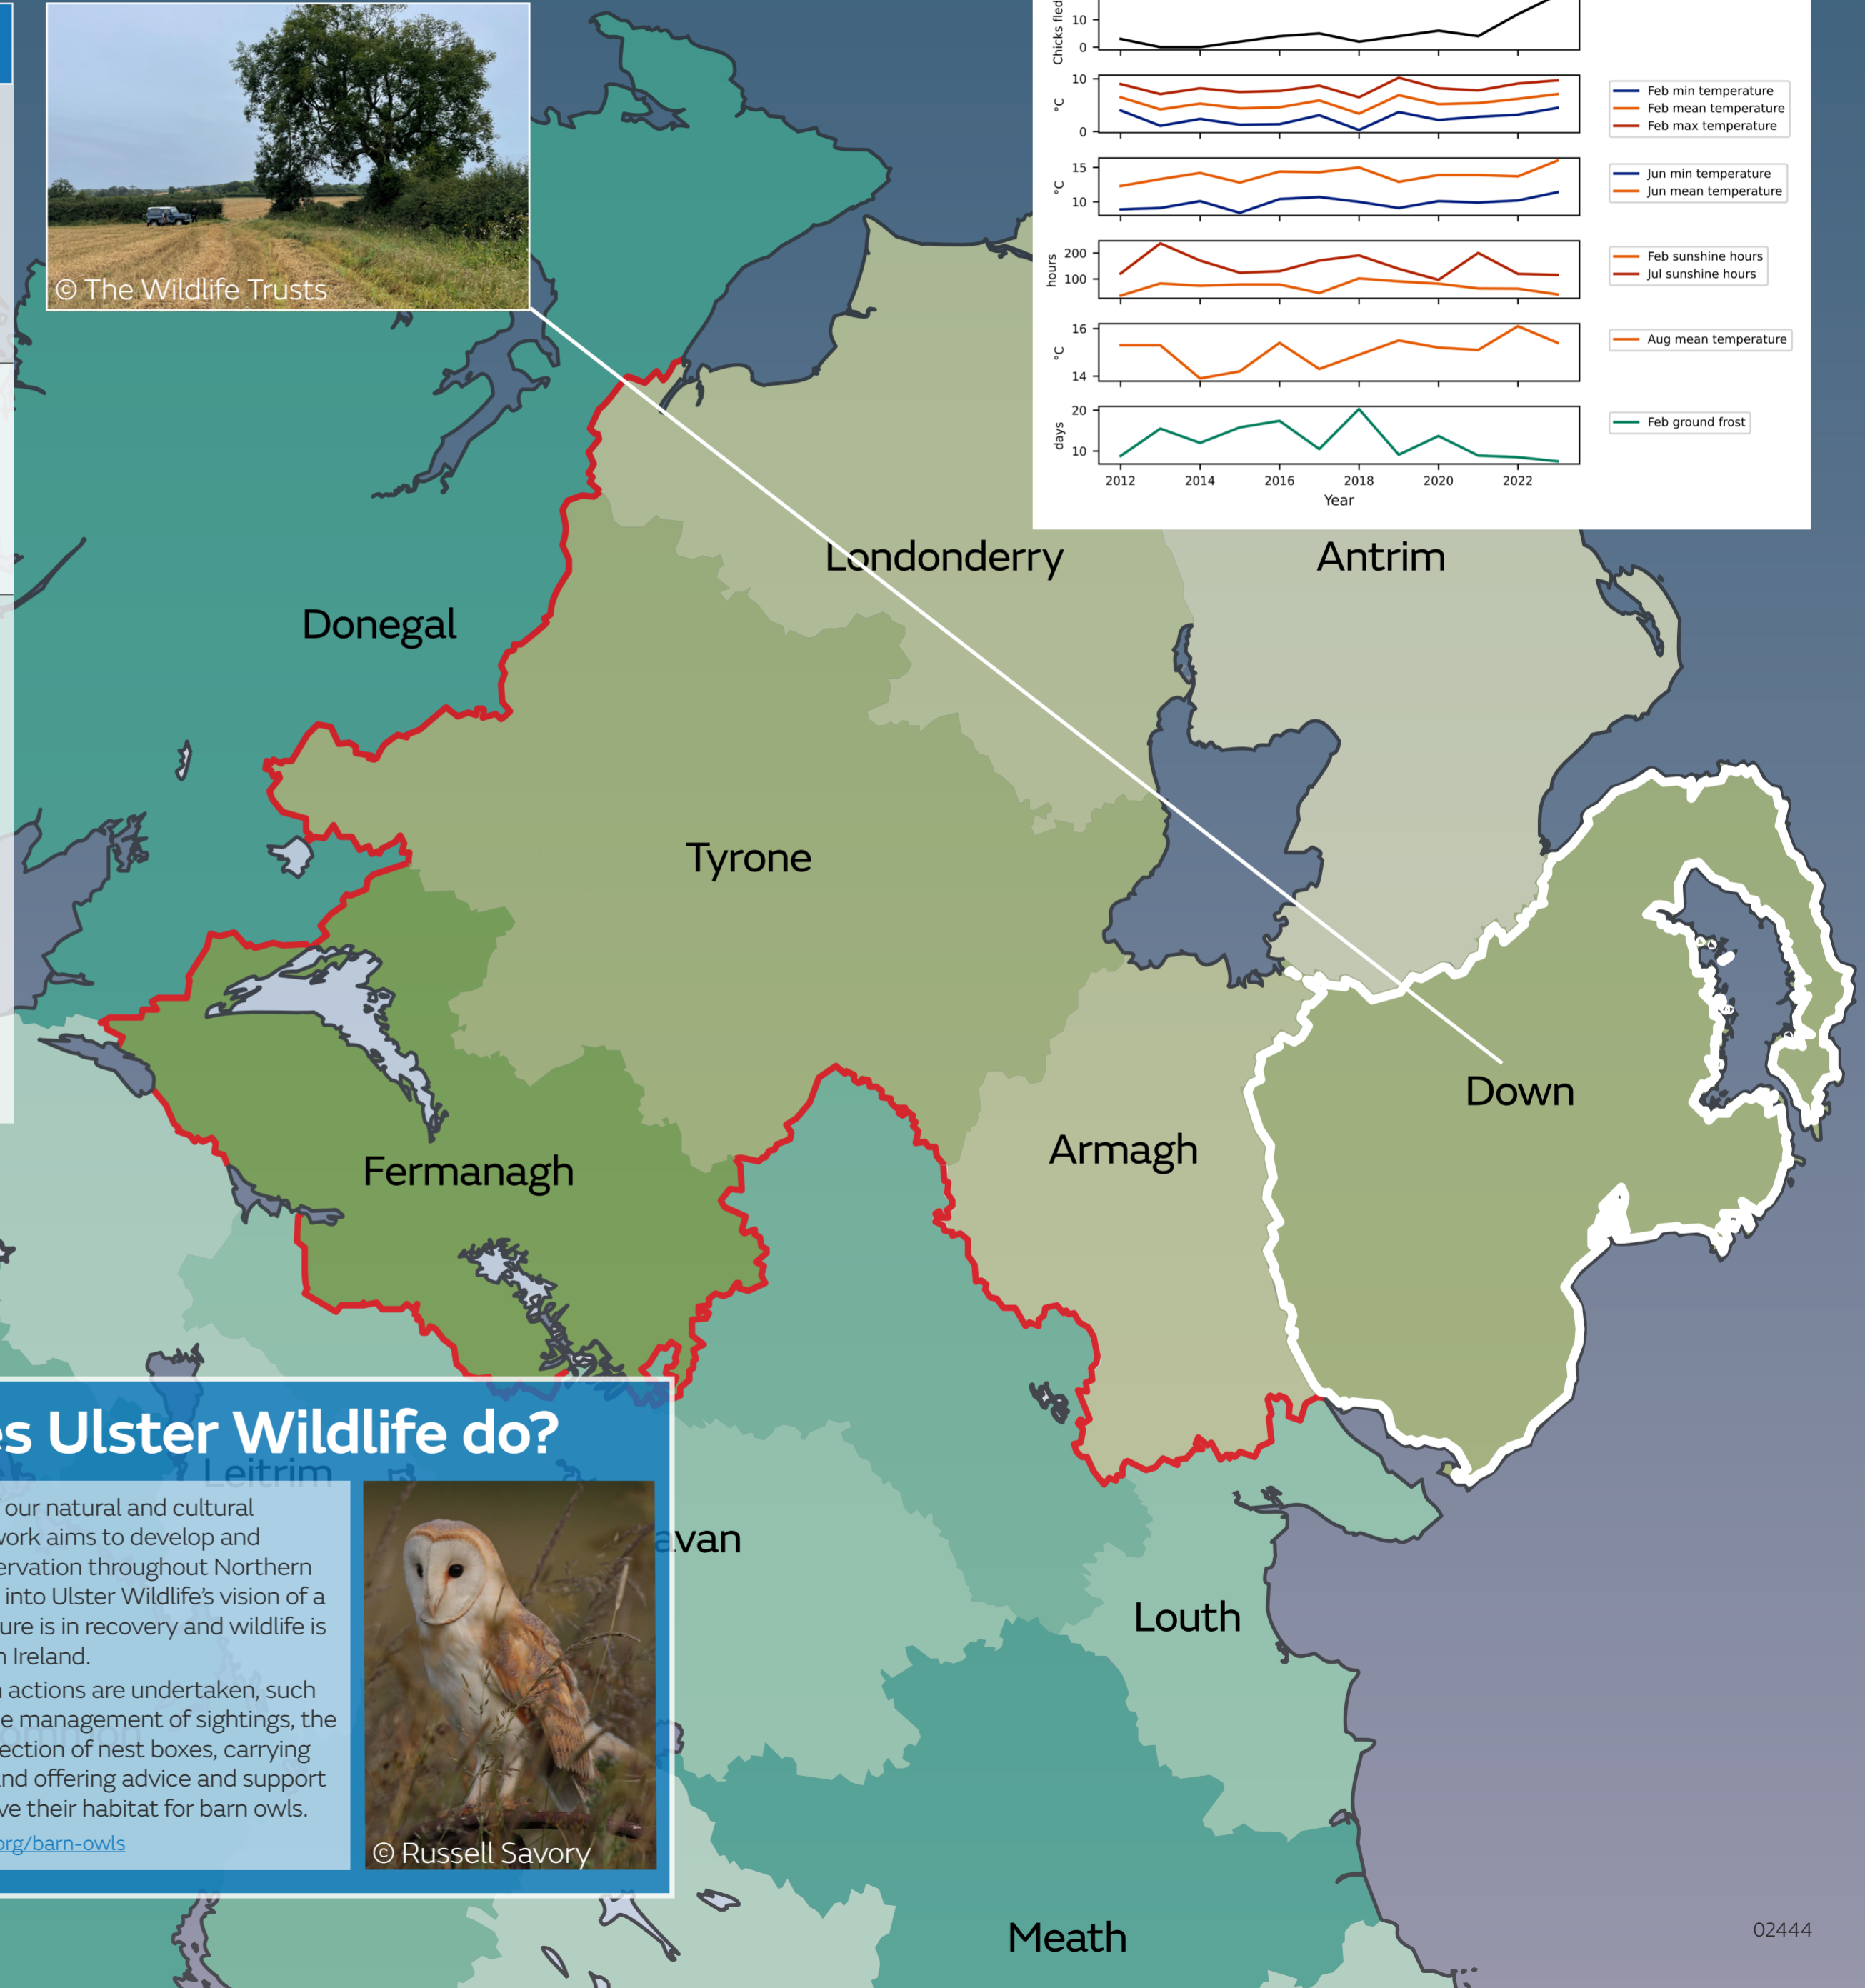 © The Wildlife Trusts
Chicks fled
10
0
10
0
°C
Feb min temperature
Feb mean temperature
Feb max temperature
15
10
°C
Jun min temperature
Jun mean temperature
200
100
hours
Feb sunshine hours
Jul sunshine hours
16
14
°C
Aug mean temperature
20
10
days
Feb ground frost
2012 2014 2016 2018 2020 2022
Year
Londonderry
Antrim
Donegal
Tyrone
Down
Armagh
Fermanagh
es Ulster Wildlife do?
Leitrim
f our natural and cultural
work aims to develop and
ervation throughout Northern
into Ulster Wildlife's vision of a
ure is in recovery and wildlife is
n Ireland.
n actions are undertaken, such
e management of sightings, the
ection of nest boxes, carrying
nd offering advice and support
ve their habitat for barn owls.
org/barn-owls
© Russell Savory
avan
Louth
Meath
02444